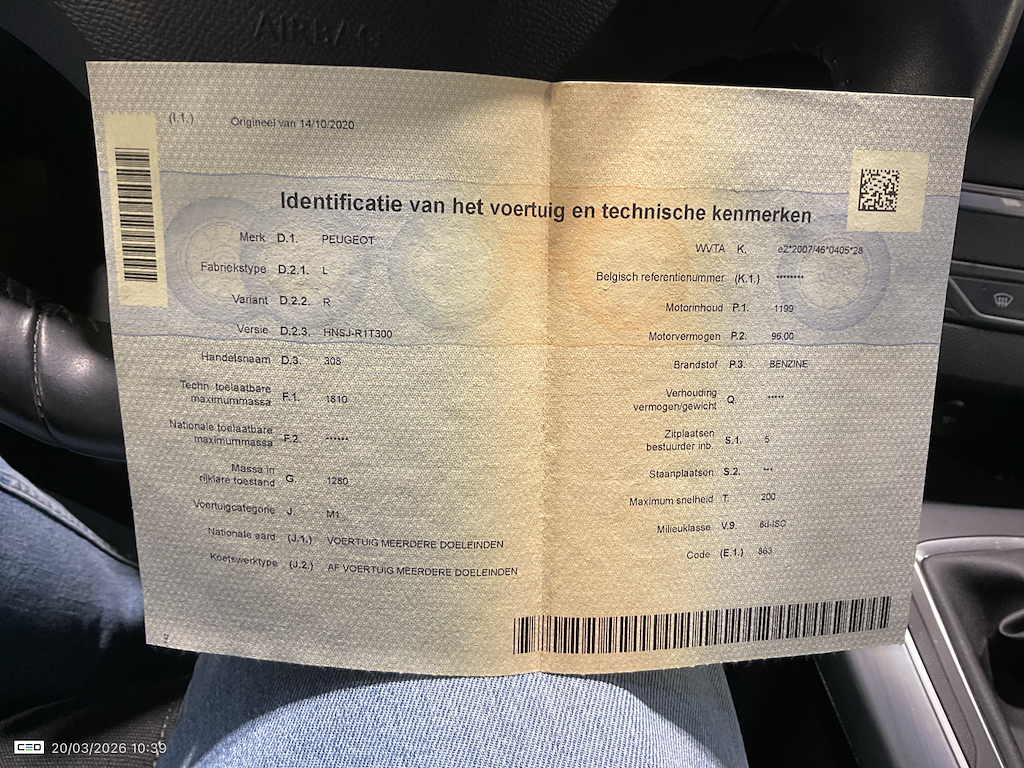 AIRBAG
(I.1.) Origineel van 14/10/2020
Identificatie van het voertuig en technische kenmerken
Merk D.1. PEUGEOT
Fabriekstype D.2.1. L
Variant D.2.2. R
Versie D.2.3. HNSJ-R1T300
Handelsnaam D.3. 308
Techn. toelaatbare
maximummassa F.1. 1810
Nationale toelaatbare
maximummassa F.2. ******
Massa in
rijklare toestand G. 1280
Voertuigcategorie J. M1
Nationale aard (J.1.) VOERTUIG MEERDERE DOELEINDEN
Koetswerktype (J.2.) AF VOERTUIG MEERDERE DOELEINDEN
WVTA K. e2*2007/46*0405*28
Belgisch referentienummer (K.1.) ********
Motorinhoud P.1. 1199
Motorvermogen P.2. 96.00
Brandstof P.3. BENZINE
Verhouding
vermogen/gewicht Q. *****
Zitplaatsen
bestuurder inb. S.1. 5
Staanplaatsen S.2. ***
Maximum snelheid T. 200
Milieuklasse V.9. 6d-ISC
Code (E.1.) 863
CEO 20/03/2026 10:39